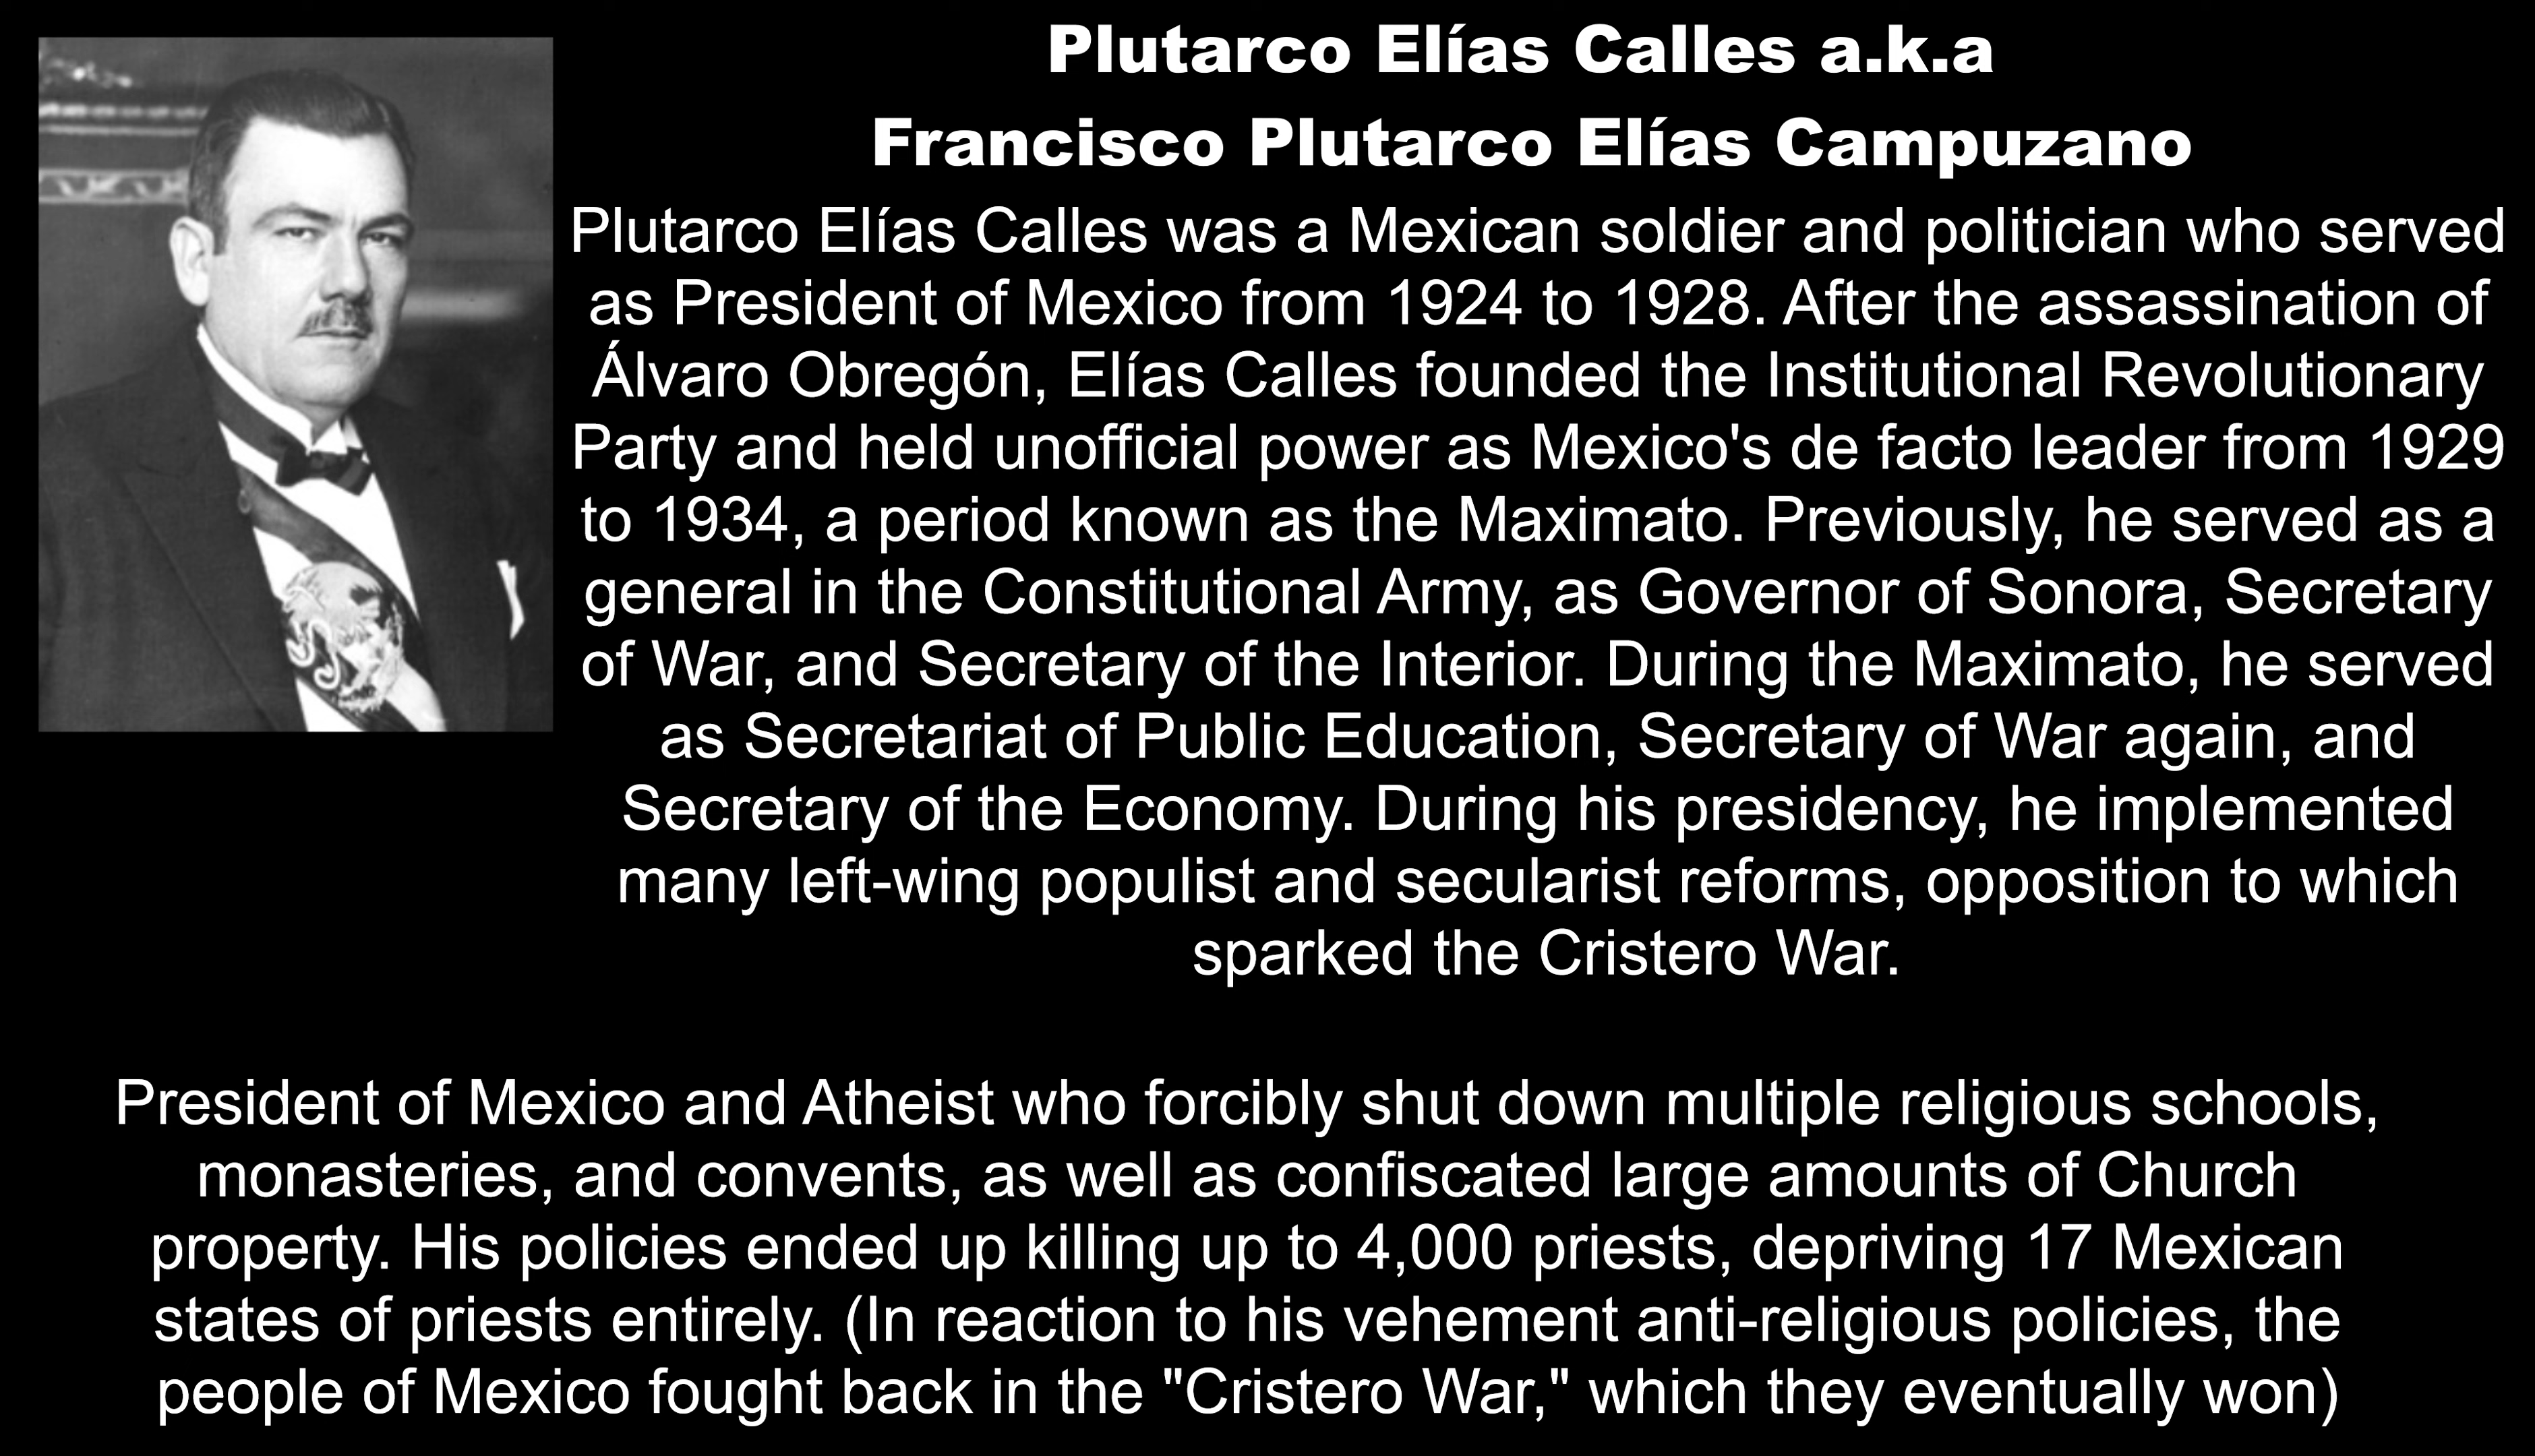 Plutarco Elías Calles a.k.a
Francisco Plutarco Elías Campuzano
Plutarco Elías Calles was a Mexican soldier and politician who served
as President of Mexico from 1924 to 1928. After the assassination of
Álvaro Obregón, Elías Calles founded the Institutional Revolutionary
Party and held unofficial power as Mexico's de facto leader from 1929
to 1934, a period known as the Maximato. Previously, he served as a
general in the Constitutional Army, as Governor of Sonora, Secretary
of War, and Secretary of the Interior. During the Maximato, he served
as Secretariat of Public Education, Secretary of War again, and
Secretary of the Economy. During his presidency, he implemented
many left-wing populist and secularist reforms, opposition to which
sparked the Cristero War.
President of Mexico and Atheist who forcibly shut down multiple religious schools,
monasteries, and convents, as well as confiscated large amounts of Church
property. His policies ended up killing up to 4,000 priests, depriving 17 Mexican
states of priests entirely. (In reaction to his vehement anti-religious policies, the
people of Mexico fought back in the "Cristero War," which they eventually won)